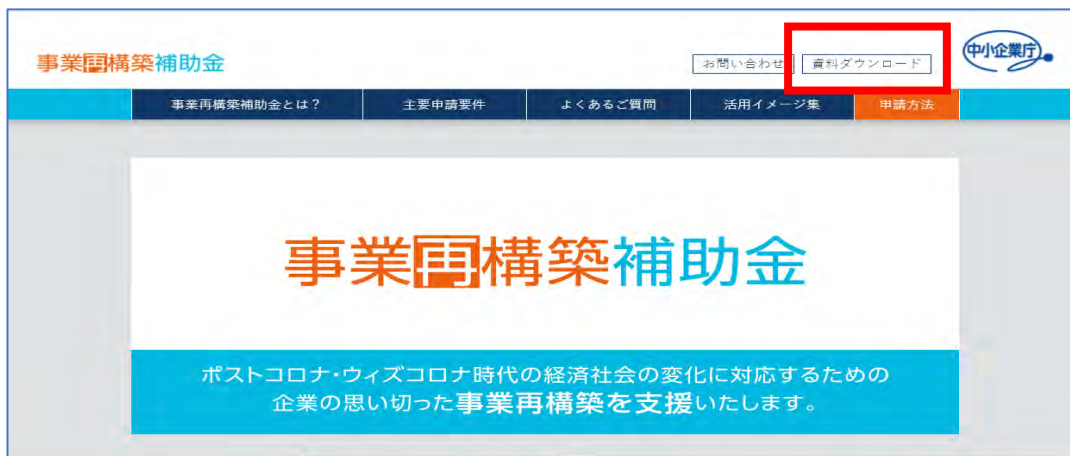 事業再構築補助金
お問い合わせ
資料ダウンロード
中小企業庁
事業再構築補助金とは?
主要申請要件
よくあるご質問
活用イメージ集
申請方法
事業再構築補助金
ポストコロナ・ウィズコロナ時代の経済社会の変化に対応するための
企業の思い切った事業再構築を支援いたします。